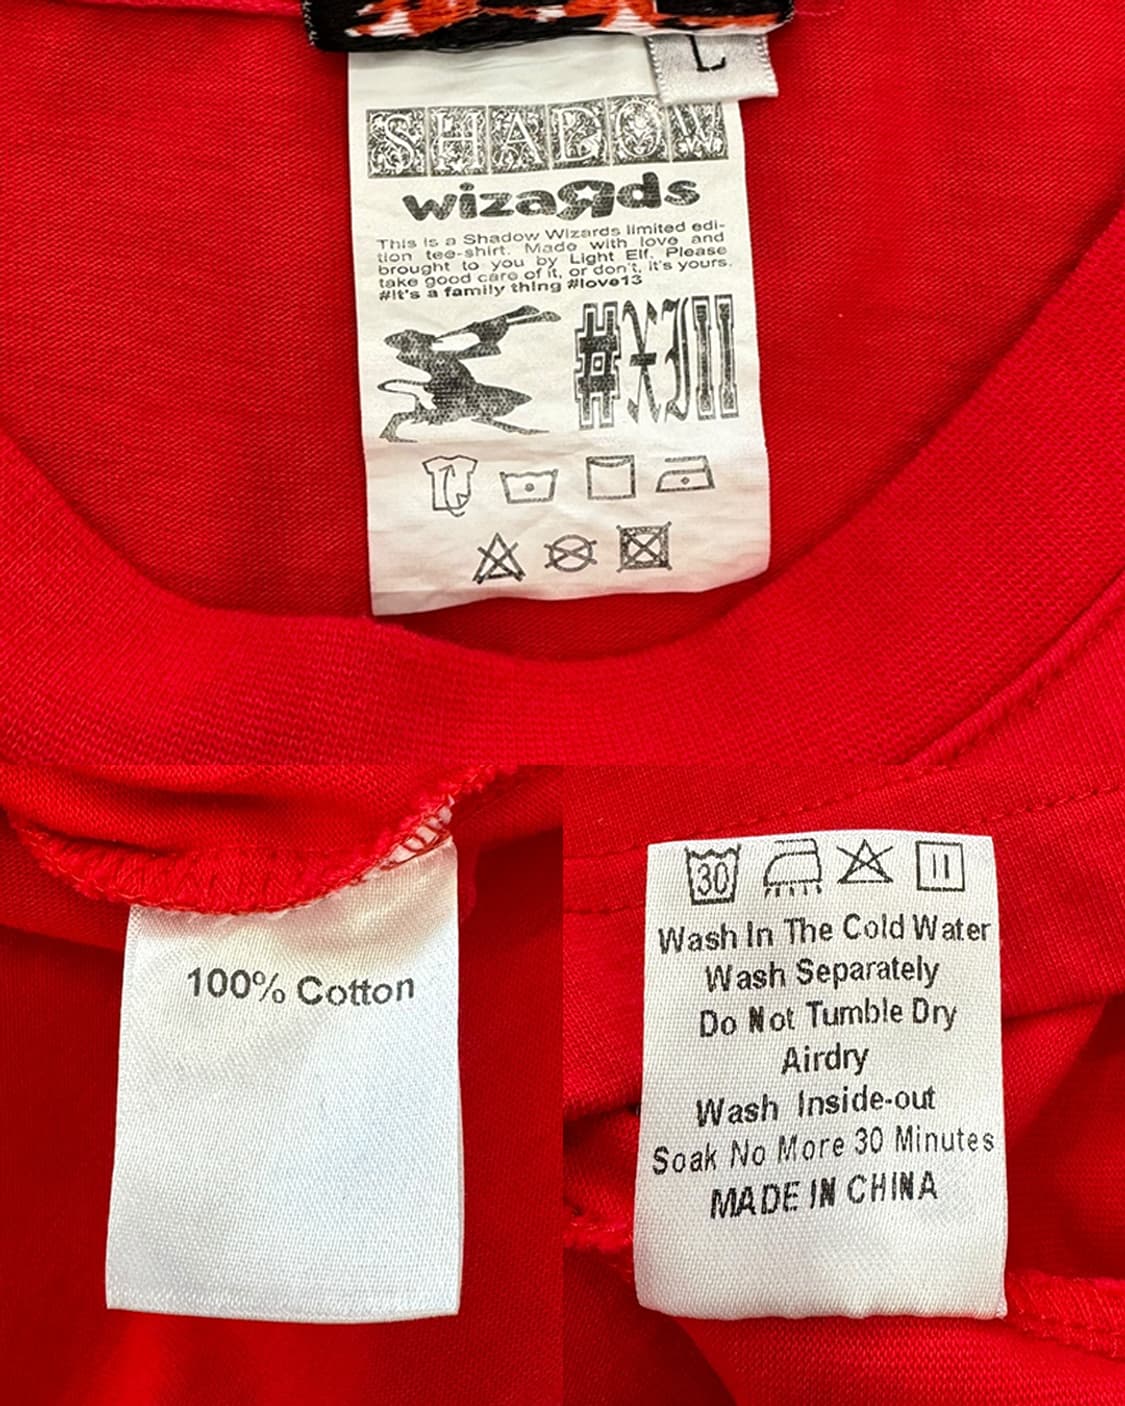 L
SHADOW
wizaRds
This is a Shadow Wizards limited edi-
tion tee-shirt. Made with love and
brought to you by Light Elf. Please
take good care of it, or don't, it's yours.
#it's a family thing #love13
#XIII
100% Cotton
30
Wash In The Cold Water
Wash Separately
Do Not Tumble Dry
Airdry
Wash Inside-out
Soak No More 30 Minutes
MADE IN CHINA